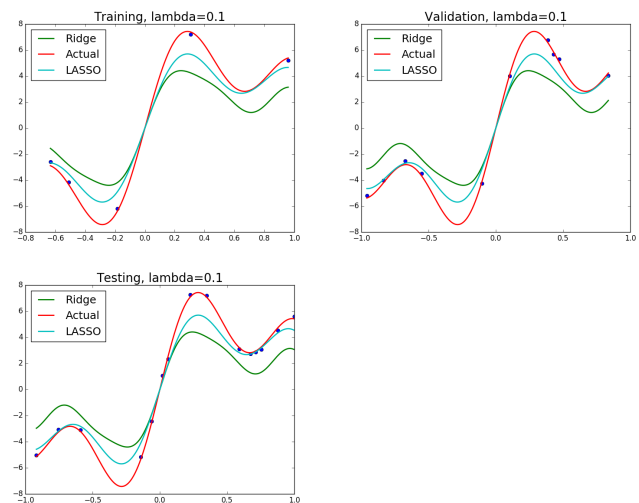 Training, lambda=0.1
Ridge
Actual
LASSO
8
6
4
2
0
−2
−4
−6
−8
−0.8 −0.6 −0.4 −0.2 0.0 0.2 0.4 0.6 0.8 1.0
Validation, lambda=0.1
Ridge
Actual
LASSO
8
6
4
2
0
−2
−4
−6
−8
−1.0 −0.5 0.0 0.5 1.0
Testing, lambda=0.1
Ridge
Actual
LASSO
8
6
4
2
0
−2
−4
−6
−8
−1.0 −0.5 0.0 0.5 1.0